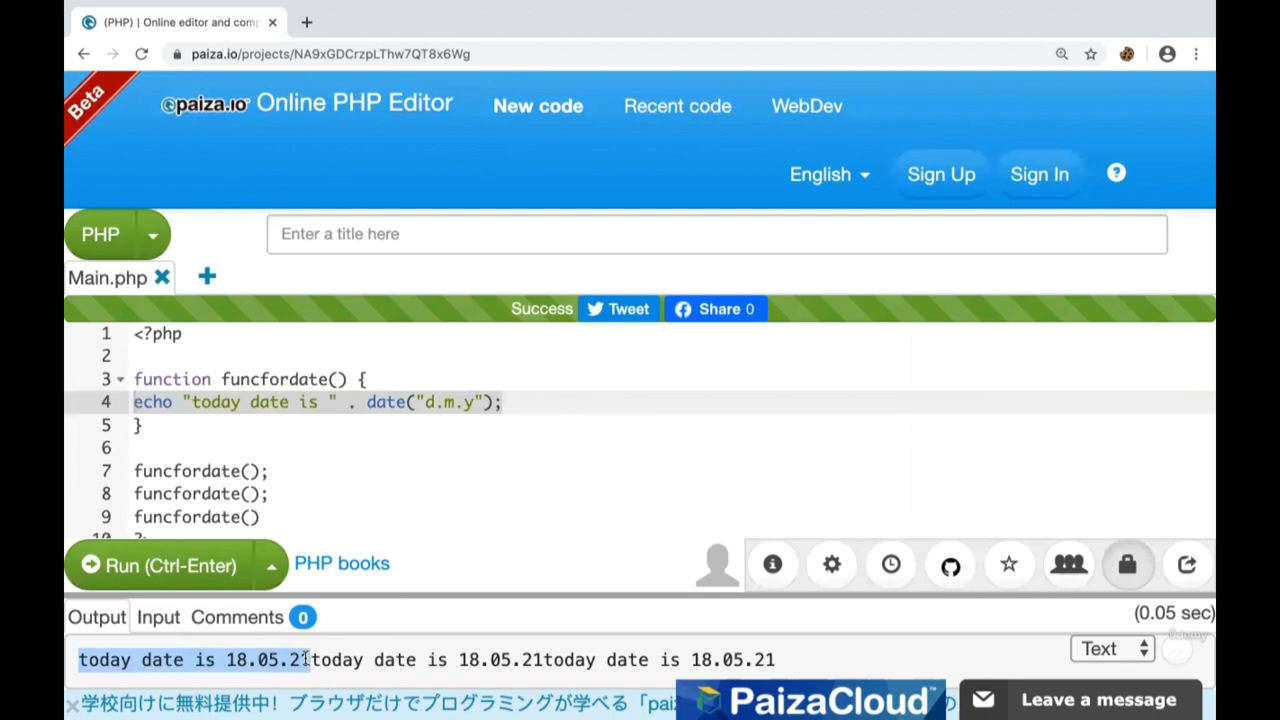 (PHP) | Online editor and comp
paiza.io/projects/NA9xGDCrzpLThw7QT8x6Wg
Beta
paiza.io Online PHP Editor New code Recent code WebDev
English Sign Up Sign In ?
PHP Enter a title here
Main.php
Success Tweet Share 0
1 <?php
2
3 function funcfordate() {
4 echo "today date is " . date("d.m.y");
5 }
6
7 funcfordate();
8 funcfordate();
9 funcfordate()
10 ?>
Run (Ctrl-Enter) PHP books
Output Input Comments 0 (0.05 sec)
Udemy
today date is 18.05.21today date is 18.05.21today date is 18.05.21 Text
学校向けに無料提供中! ブラウザだけでプログラミングが学べる「paiz の
PaizaCloud
Leave a message